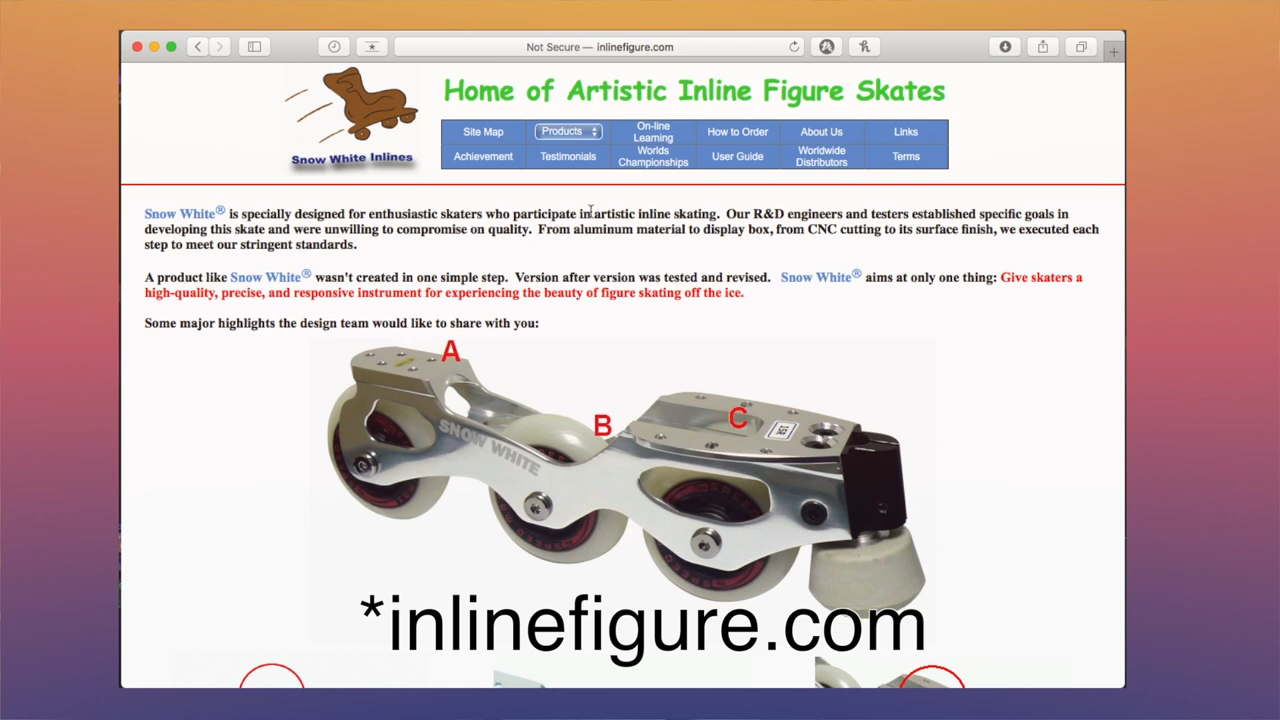 Not Secure — inlinefigure.com
Home of Artistic Inline Figure Skates
Snow White Inlines
Site Map Products On-line Learning How to Order About Us Links
Achievement Testimonials Worlds Championships User Guide Worldwide Distributors Terms
Snow White® is specially designed for enthusiastic skaters who participate in artistic inline skating. Our R&D engineers and testers established specific goals in
developing this skate and were unwilling to compromise on quality. From aluminum material to display box, from CNC cutting to its surface finish, we executed each
step to meet our stringent standards.
A product like Snow White® wasn't created in one simple step. Version after version was tested and revised. Snow White® aims at only one thing: Give skaters a
high-quality, precise, and responsive instrument for experiencing the beauty of figure skating off the ice.
Some major highlights the design team would like to share with you:
A
B
C
SNOW WHITE
*inlinefigure.com